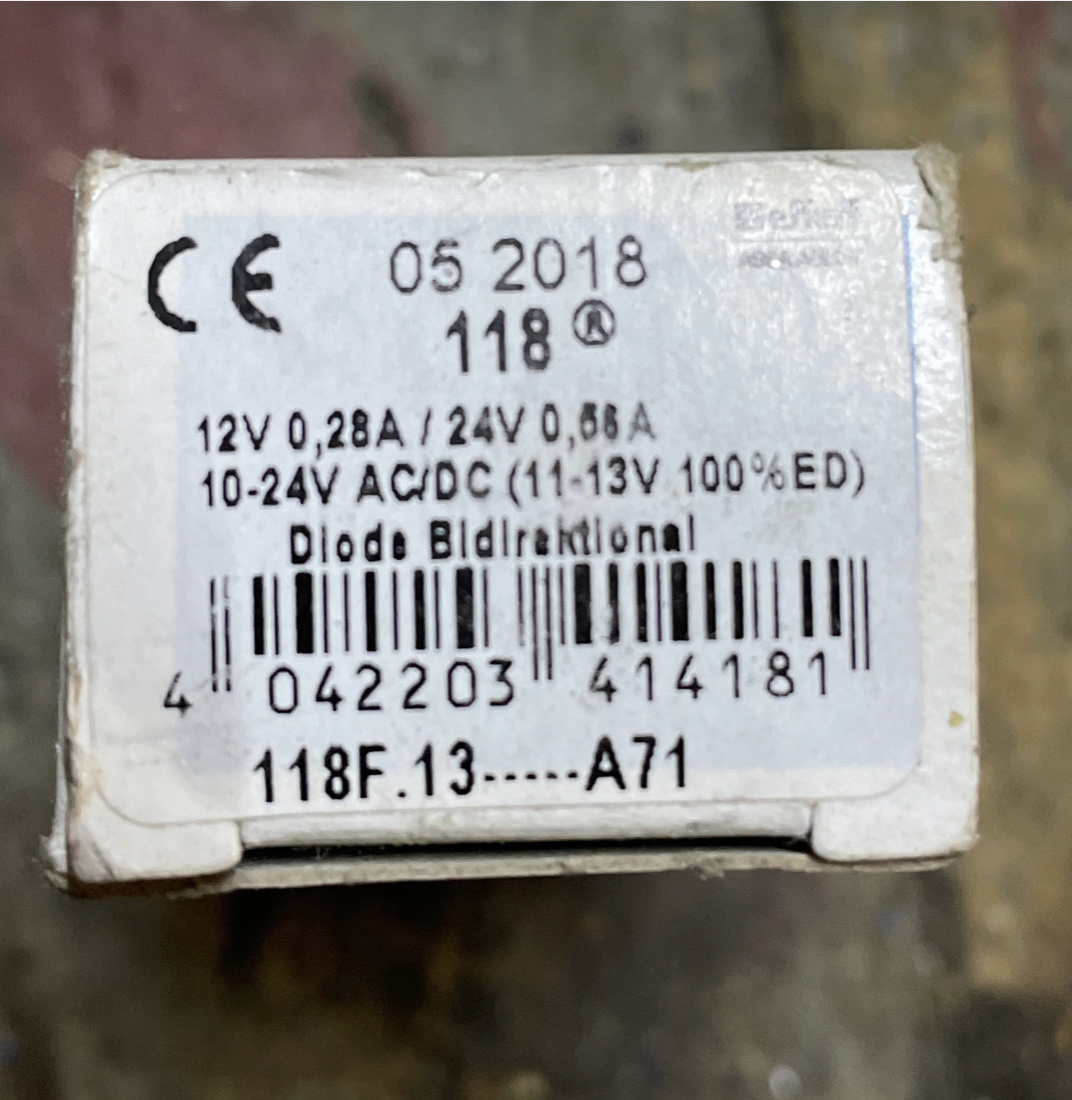 CE 05 2018
118®
12V 0,28A / 24V 0,56A
10-24V AC/DC (11-13V 100%ED)
Diode Bidirektional
4 042203 414181
118F.13-----A71